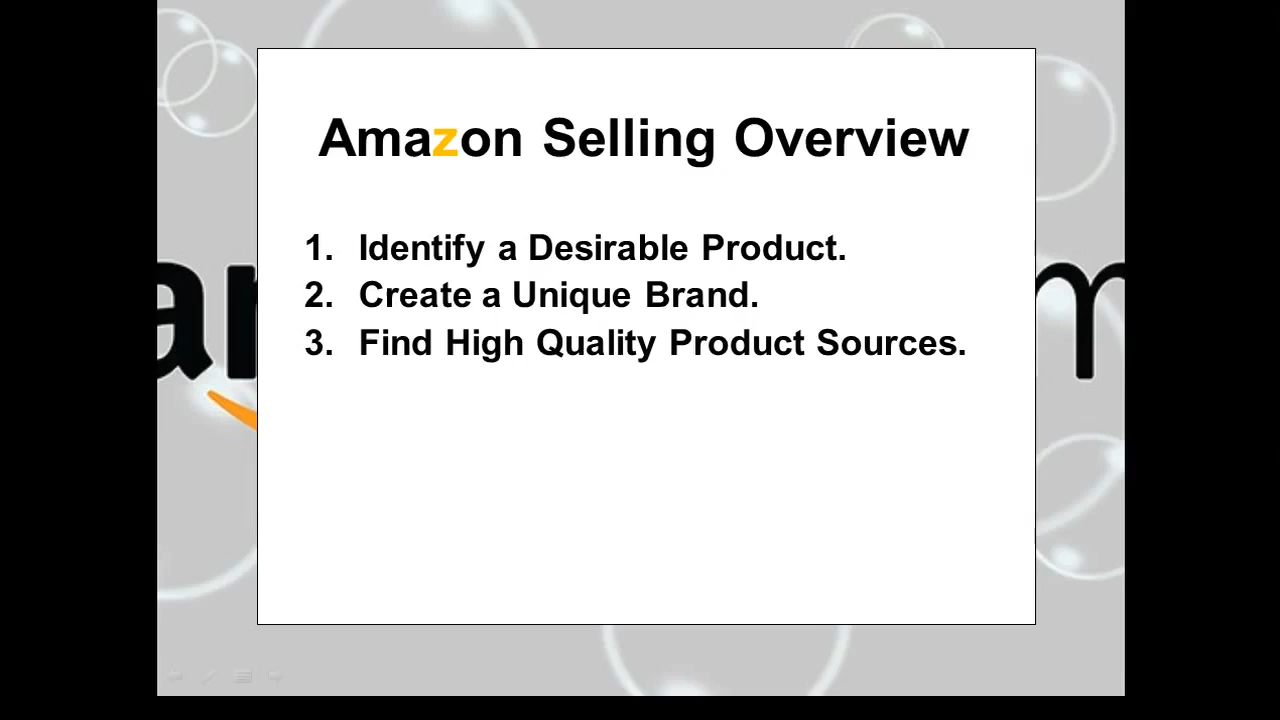 Amazon Selling Overview
1. Identify a Desirable Product.
2. Create a Unique Brand.
3. Find High Quality Product Sources.
a
m